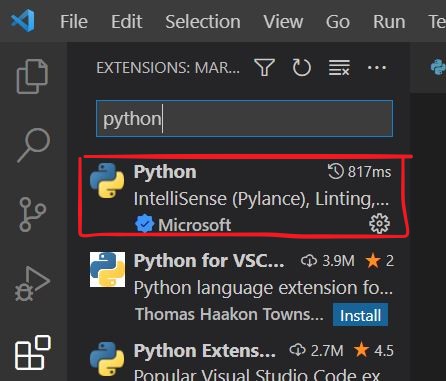 File Edit Selection View Go Run
EXTENSIONS: MAR...
python
Python 817ms
IntelliSense (Pylance), Linting,...
Microsoft
Python for VSC... 3.9M 2
Python language extension fo...
Thomas Haakon Towns... Install
Python Extens... 2.7M 4.5
Popular Visual Studio Code ex